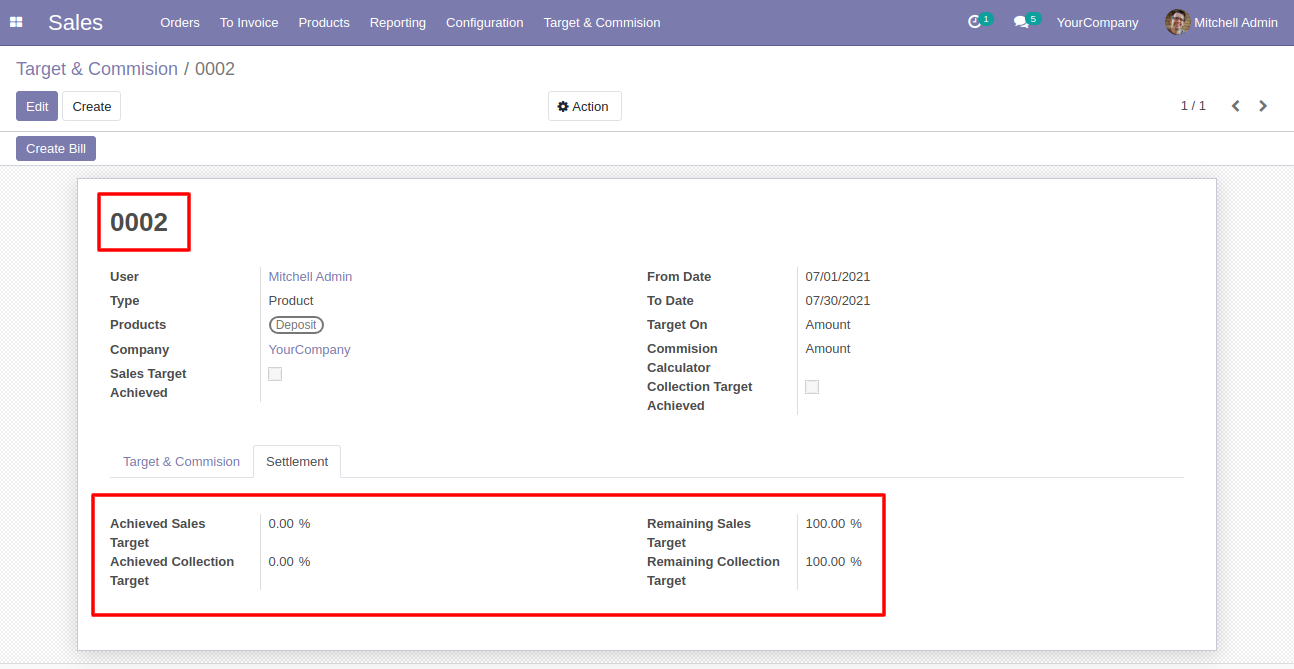 Sales Orders To Invoice Products Reporting Configuration Target & Commision 1 5 YourCompany Mitchell Admin
Target & Commision / 0002
Edit Create Action 1 / 1
Create Bill
0002
User Mitchell Admin
Type Product
Products Deposit
Company YourCompany
Sales Target
Achieved
From Date 07/01/2021
To Date 07/30/2021
Target On Amount
Commision Amount
Calculator
Collection Target
Achieved
Target & Commision Settlement
Achieved Sales 0.00 %
Target
Achieved Collection 0.00 %
Target
Remaining Sales 100.00 %
Target
Remaining Collection 100.00 %
Target